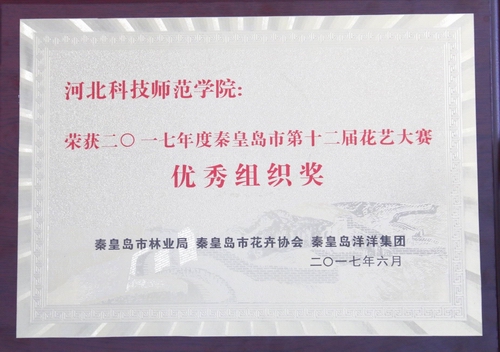 河北科技师范学院:
荣获二〇一七年度秦皇岛市第十二届花艺大赛
优秀组织奖
秦皇岛市林业局 秦皇岛市花卉协会 秦皇岛洋洋集团
二〇一七年六月